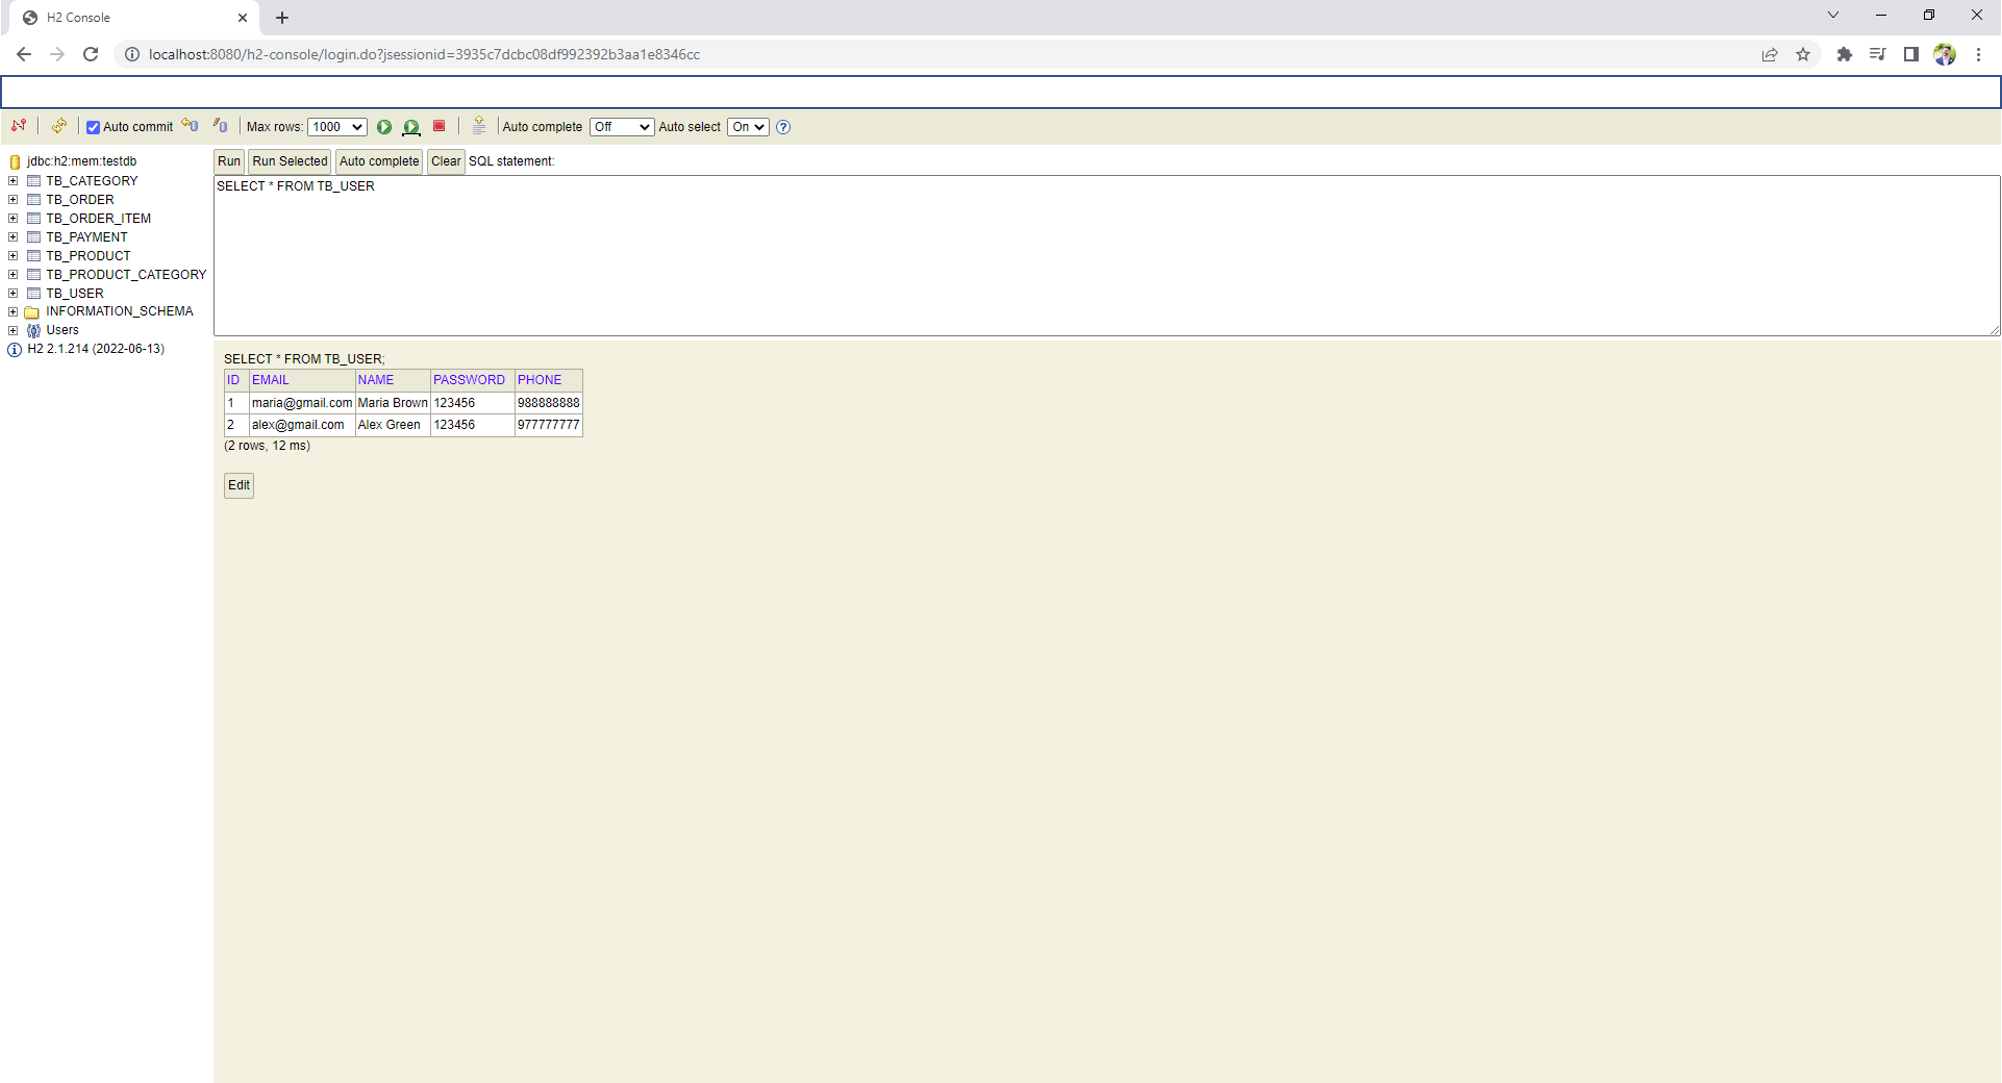 H2 Console
localhost:8080/h2-console/login.do?jsessionid=3935c7dcbc08df992392b3aa1e8346cc
Auto commit Max rows: 1000 Auto complete Off Auto select On
jdbc:h2:mem:testdb
TB_CATEGORY
TB_ORDER
TB_ORDER_ITEM
TB_PAYMENT
TB_PRODUCT
TB_PRODUCT_CATEGORY
TB_USER
INFORMATION_SCHEMA
Users
H2 2.1.214 (2022-06-13)
Run Run Selected Auto complete Clear SQL statement:
SELECT * FROM TB_USER
SELECT * FROM TB_USER;
ID EMAIL NAME PASSWORD PHONE
1 maria@gmail.com Maria Brown 123456 988888888
2 alex@gmail.com Alex Green 123456 977777777
(2 rows, 12 ms)
Edit